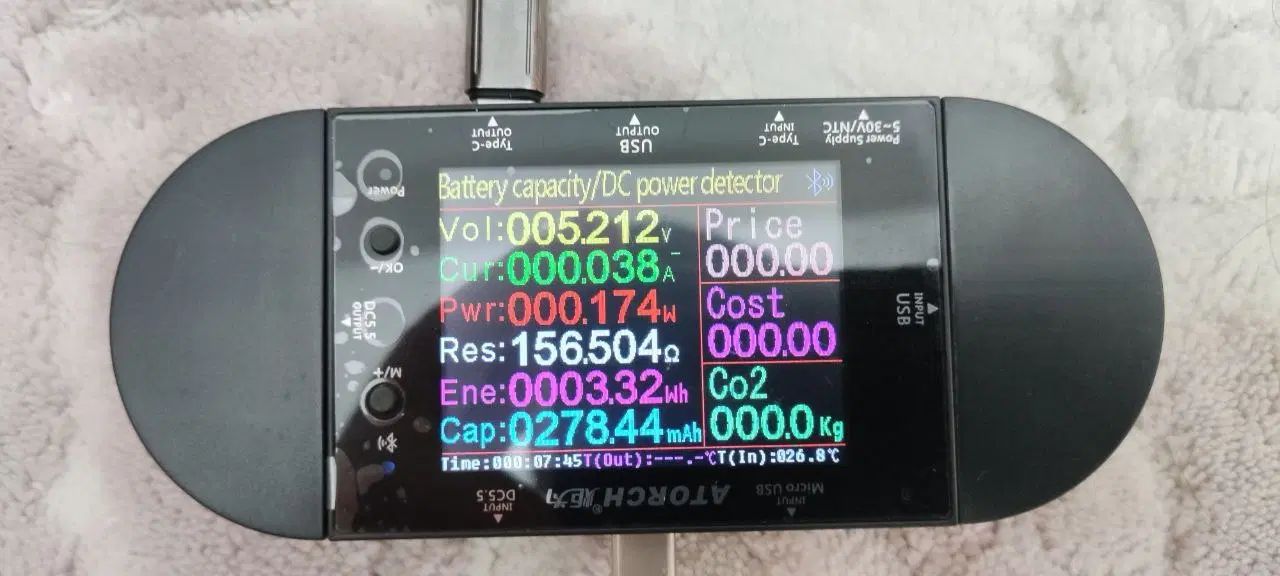 Type-C
OUTPUT
USB
OUTPUT
Type-C
INPUT
Power Supply
5~30V/NTC
Power
OK/-
DC5.5
OUTPUT
M/+
Battery capacity/DC power detector
Vol:005.212V
Cur:000.038A
Pwr:000.174W
Res:156.504Ω
Ene:0003.32Wh
Cap:0278.44mAh
Price
000.00
Cost
000.00
Co2
000.0Kg
Time:000:07:45T(Out):---.-℃T(In):026.8℃
USB
INPUT
DC5.5
INPUT
ATORCH®炬为
Micro USB
INPUT